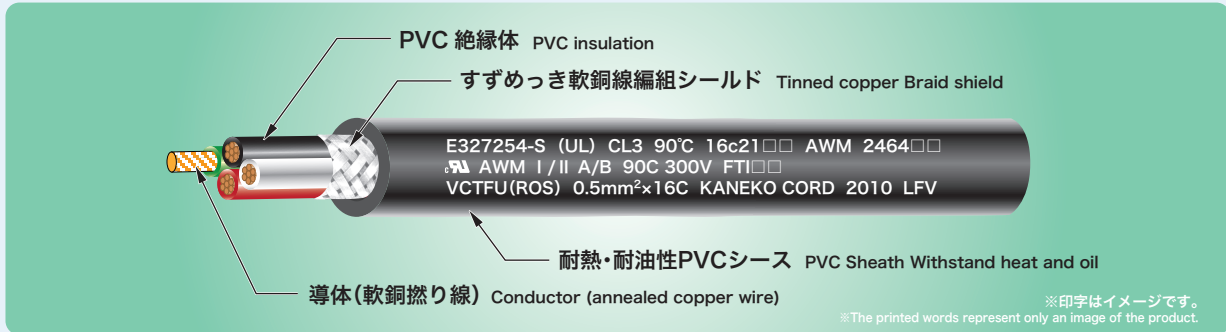 PVC 絶縁体 PVC insulation
すずめっき軟銅線編組シールド Tinned copper Braid shield
E327254-S (UL) CL3 90℃ 16c21□□ AWM 2464□□
cRU AWM I/II A/B 90C 300V FTI□□
VCTFU(ROS) 0.5mm²×16C KANEKO CORD 2010 LFV
耐熱・耐油性PVCシース PVC Sheath Withstand heat and oil
導体(軟銅撚り線) Conductor (annealed copper wire)
※印字はイメージです。
※The printed words represent only an image of the product.